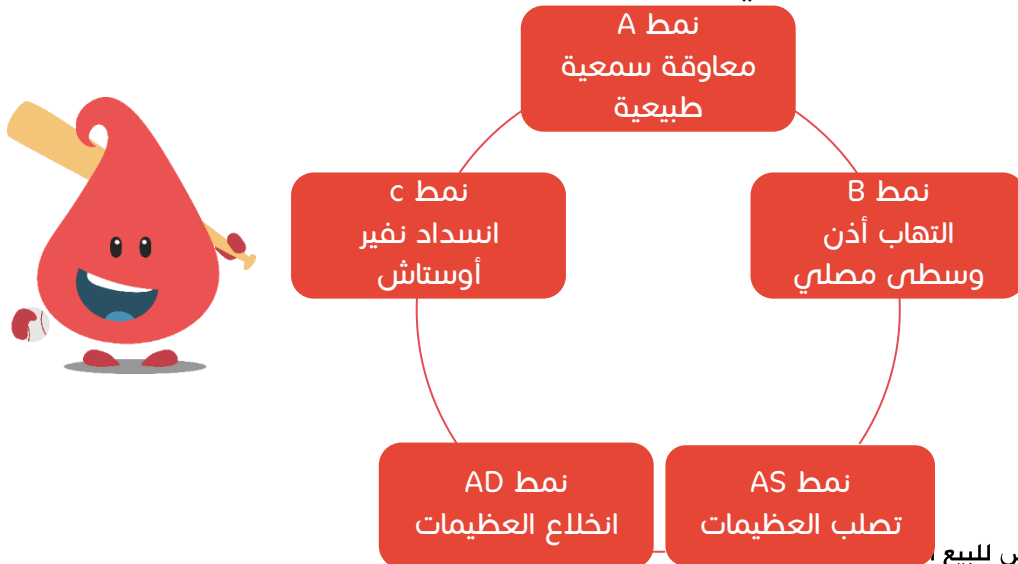 نمط A
معاوقة سمعية
طبيعية
نمط B
التهاب أذن
وسطى مصلي
نمط c
انسداد نفير
أوستاش
نمط AS
تصلب العظيمات
نمط AD
انخلاع العظيمات
للبيع